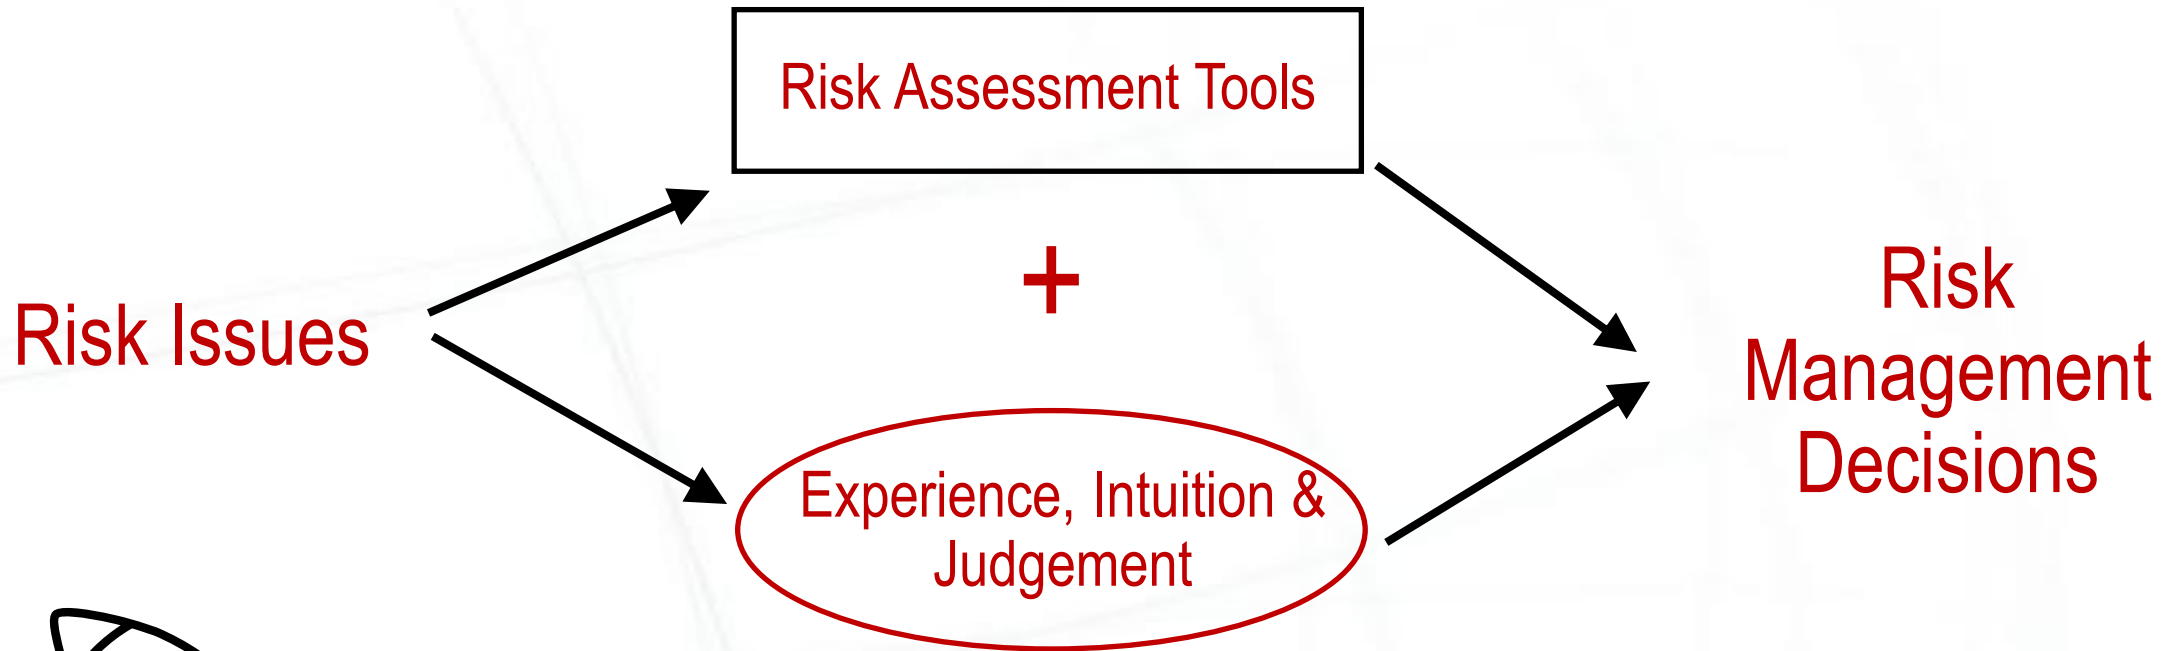 Risk Assessment Tools
+
Risk Issues
Experience, Intuition &
Judgement
Risk
Management
Decisions